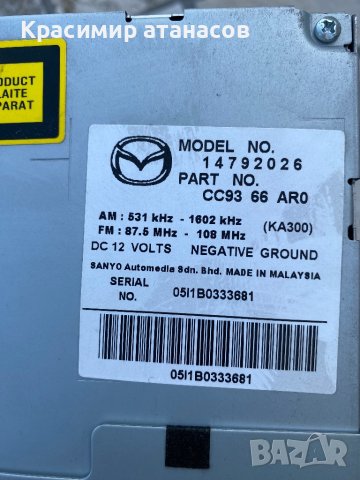 Красимир атанасов
RODUCT
LAITE
PARAT
MODEL NO.
14792026
PART NO.
CC93 66 AR0
AM : 531 kHz - 1602 kHz
(KA300)
FM : 87.5 MHz - 108 MHz
DC 12 VOLTS NEGATIVE GROUND
SANYO Automedia Sdn. Bhd. MADE IN MALAYSIA
SERIAL
NO.
05I1B0333681
05I1B0333681
BAZAR